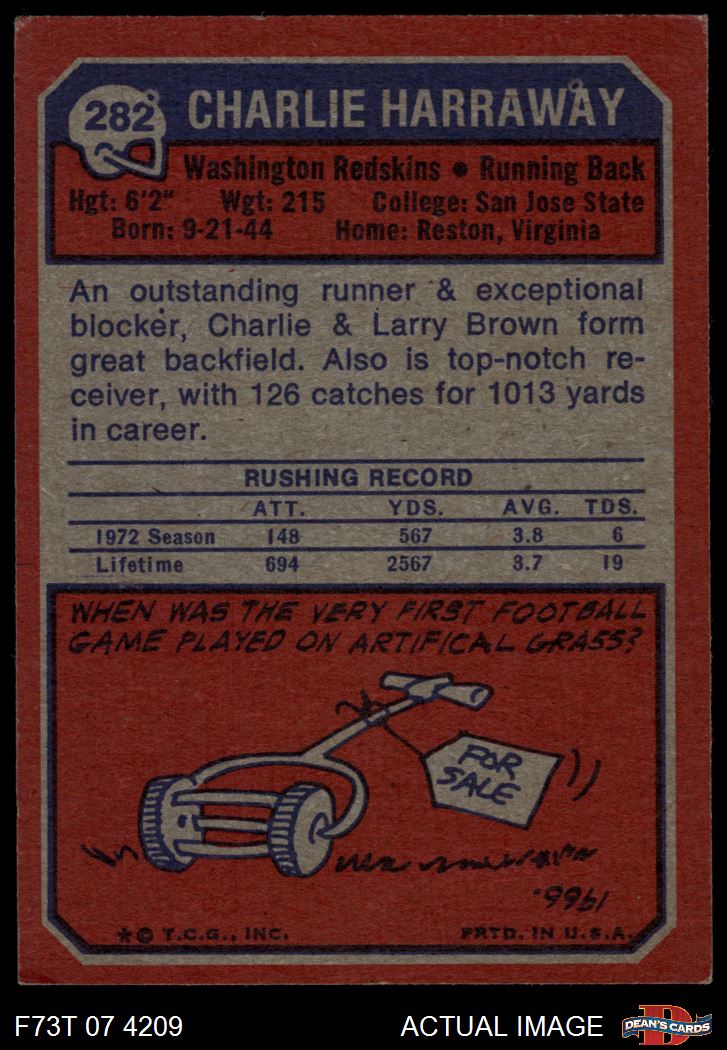 282 CHARLIE HARRAWAY
Washington Redskins • Running Back
Hgt: 6'2" Wgt: 215 College: San Jose State
Born: 9-21-44 Home: Reston, Virginia
An outstanding runner & exceptional
blocker, Charlie & Larry Brown form
great backfield. Also is top-notch re-
ceiver, with 126 catches for 1013 yards
in career.
RUSHING RECORD
ATT. YDS. AVG. TDS.
1972 Season 148 567 3.8 6
Lifetime 694 2567 3.7 19
WHEN WAS THE VERY FIRST FOOTBALL
GAME PLAYED ON ARTIFICAL GRASS?
FOR
SALE
1966.
*© T.C.G., INC. PRTD. IN U.S.A.
F73T 07 4209 ACTUAL IMAGE
D
DEAN'S CARDS